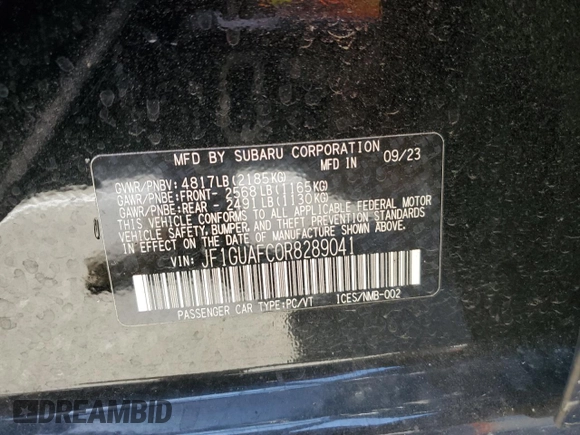 MFD BY SUBARU CORPORATION
MFD IN 09/23
GVWR/PNBV: 4817LB(2185KG)
GAWR/PNBE:FRONT- 2568LB(1165KG)
GAWR/PNBE:REAR - 2491LB(1130KG)
THIS VEHICLE CONFORMS TO ALL APPLICABLE FEDERAL MOTOR
VEHICLE SAFETY, BUMPER, AND THEFT PREVENTION STANDARDS
IN EFFECT ON THE DATE OF MANUFACTURE SHOWN ABOVE.
VIN: JF1GUAFC0R8289041
PASSENGER CAR TYPE:PC/VT ICES/NMB-002
DREAMBID